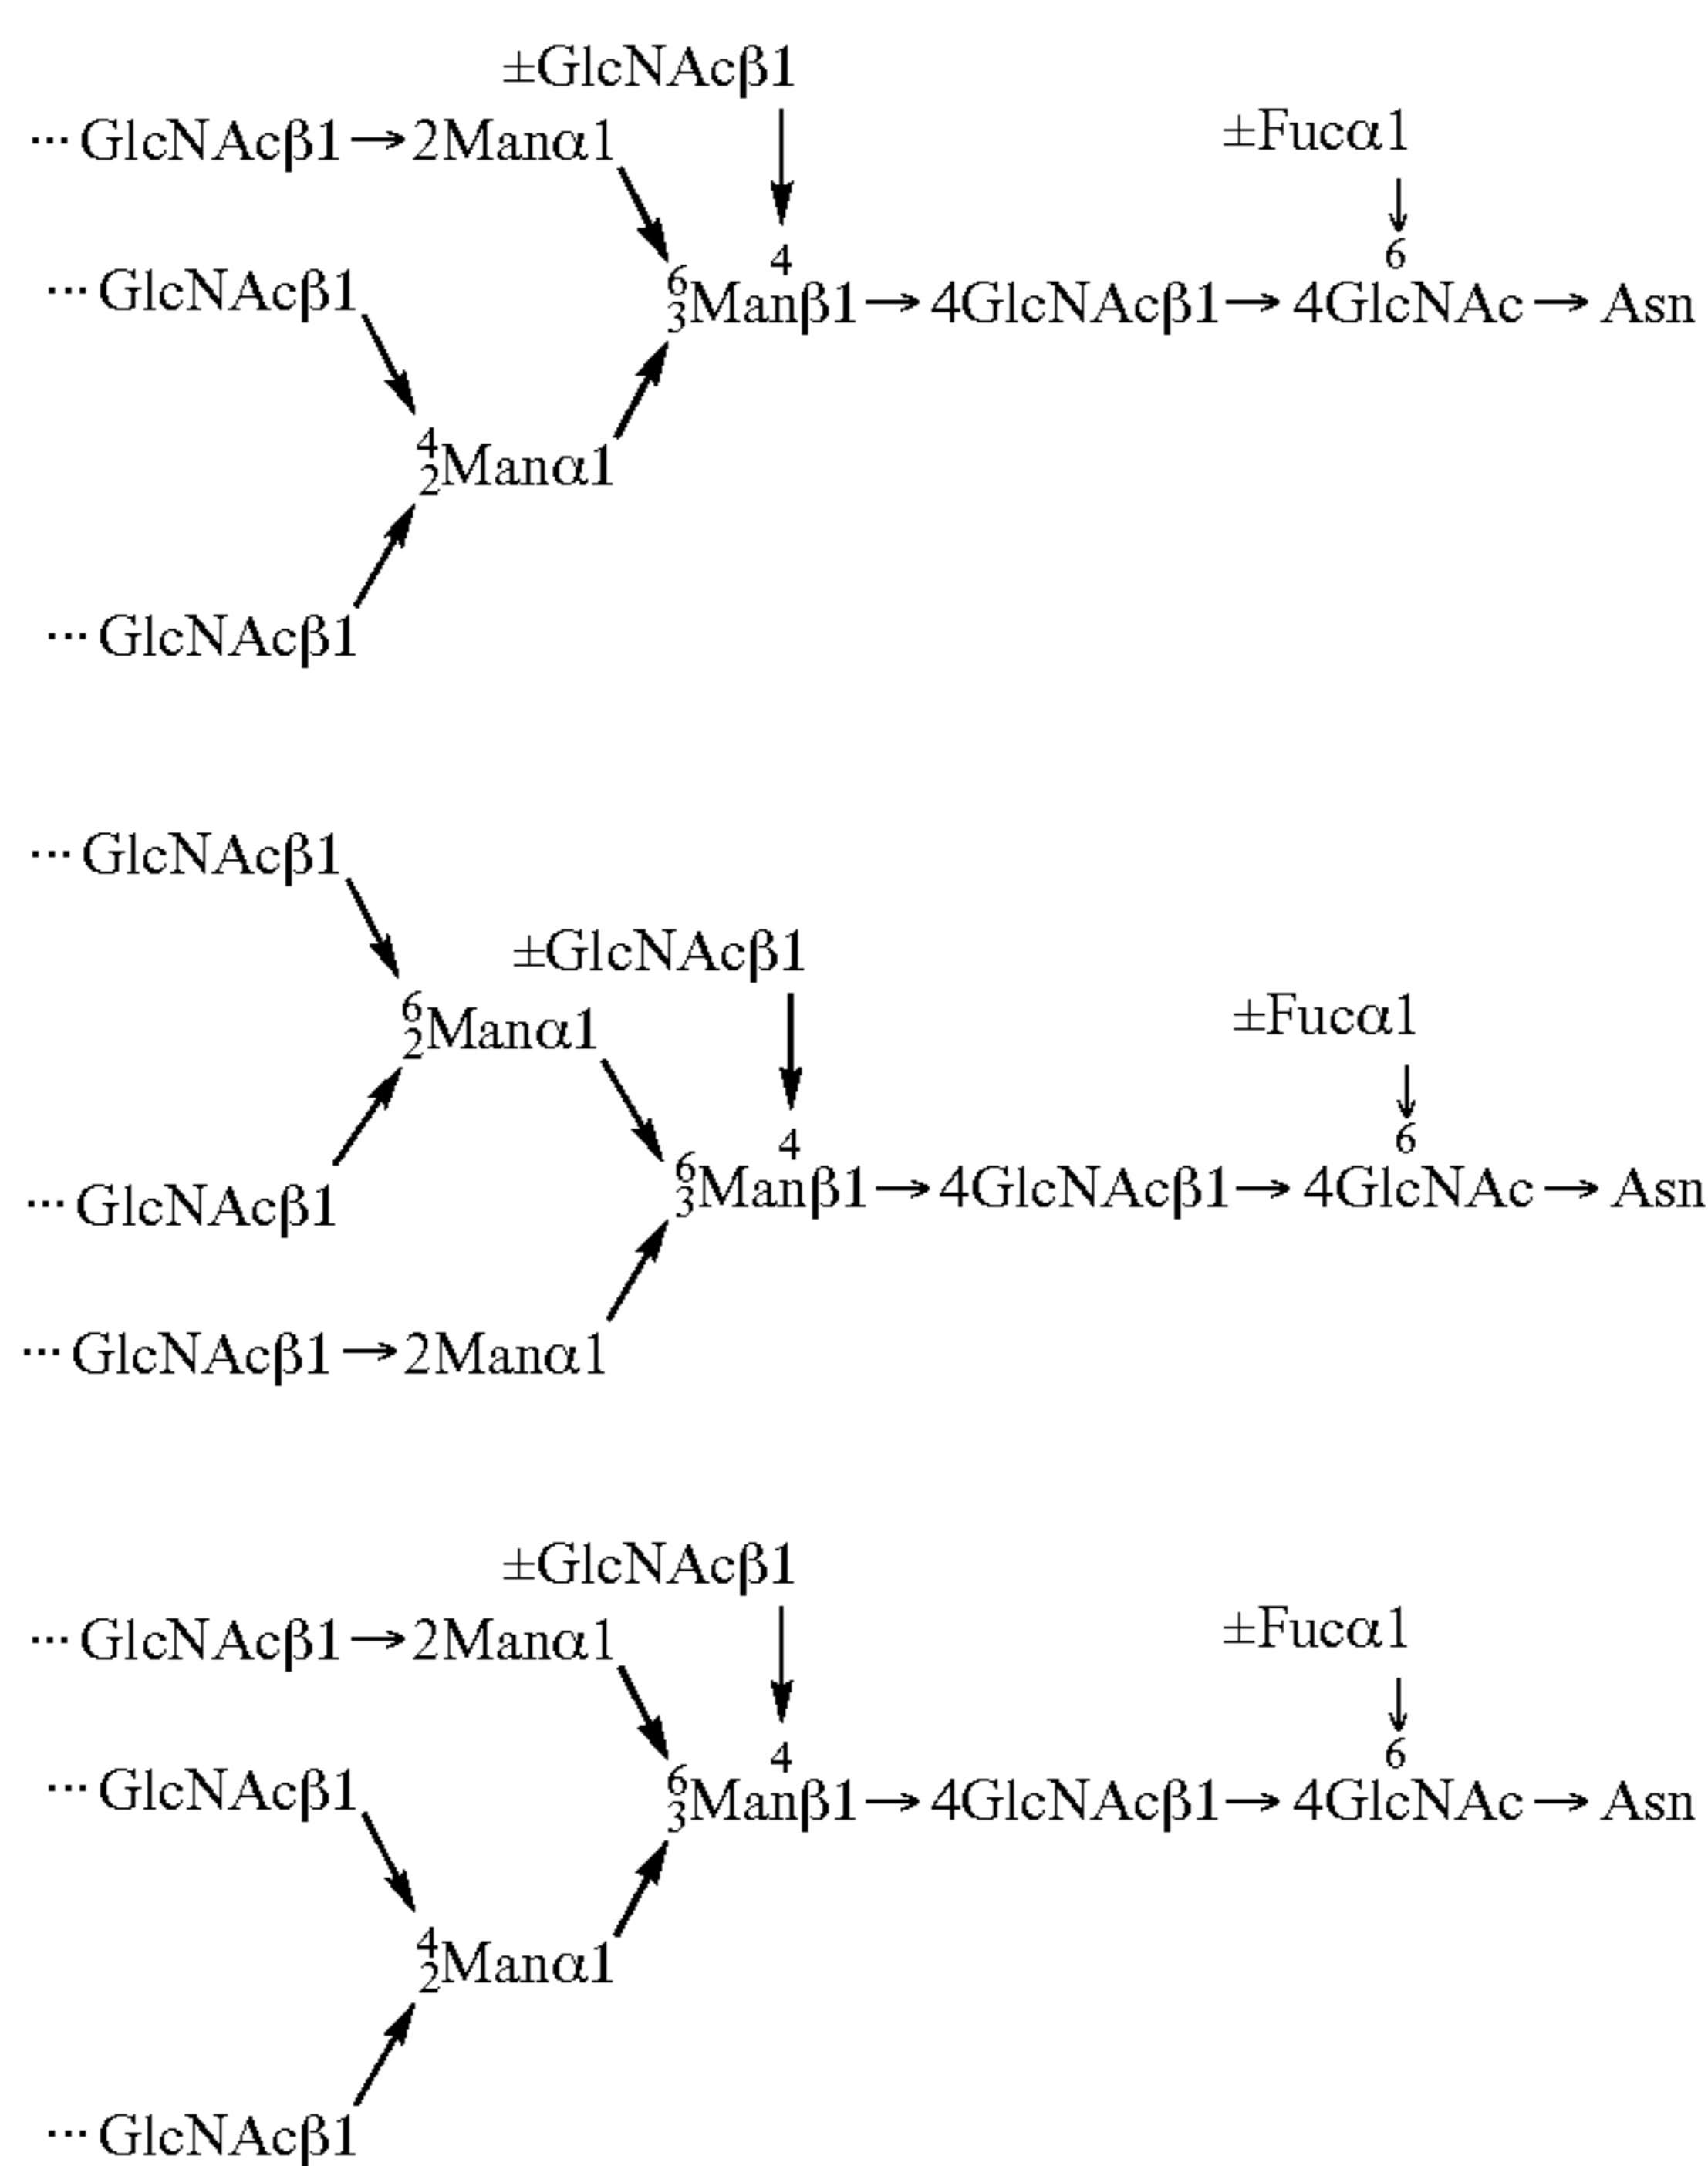 ±GlcNAcβ1
···GlcNAcβ1→2Manα1 ±Fucα1
4 6
···GlcNAcβ1 6 3Manβ1→4GlcNAcβ1→4GlcNAc→Asn
4 2Manα1
···GlcNAcβ1
···GlcNAcβ1
±GlcNAcβ1
6 2Manα1 ±Fucα1
4 6
···GlcNAcβ1 6 3Manβ1→4GlcNAcβ1→4GlcNAc→Asn
···GlcNAcβ1→2Manα1
±GlcNAcβ1
···GlcNAcβ1→2Manα1 ±Fucα1
4 6
···GlcNAcβ1 6 3Manβ1→4GlcNAcβ1→4GlcNAc→Asn
4 2Manα1
···GlcNAcβ1